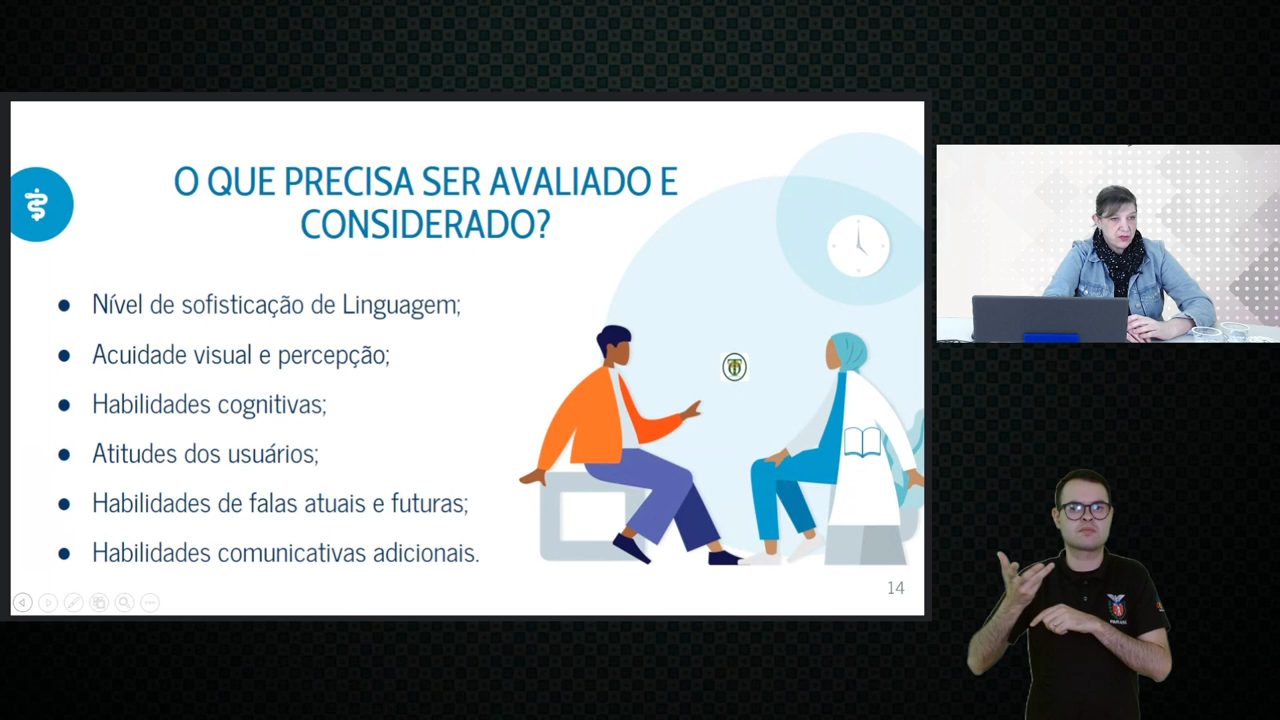 O QUE PRECISA SER AVALIADO E
CONSIDERADO?
● Nível de sofisticação de Linguagem;
● Acuidade visual e percepção;
● Habilidades cognitivas;
● Atitudes dos usuários;
● Habilidades de falas atuais e futuras;
● Habilidades comunicativas adicionais.
14